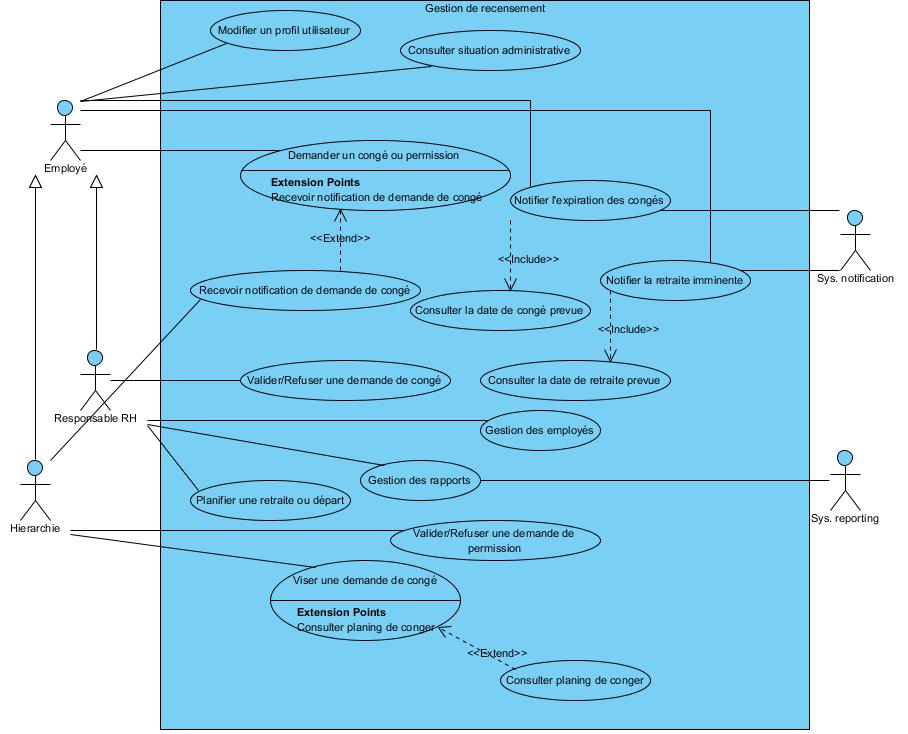 Gestion de recensement
Modifier un profil utilisateur
Consulter situation administrative
Employé
Demander un congé ou permission
Extension Points
Recevoir notification de demande de congé
Notifier l'expiration des congés
<<Extend>>
<<Include>>
Sys. notification
Recevoir notification de demande de congé
Notifier la retraite imminente
Consulter la date de congé prevue
<<Include>>
Valider/Refuser une demande de congé
Consulter la date de retraite prevue
Responsable RH
Gestion des employés
Gestion des rapports
Planifier une retraite ou départ
Sys. reporting
Hierarchie
Valider/Refuser une demande de
permission
Viser une demande de congé
Extension Points
Consulter planing de conger
<<Extend>>
Consulter planing de conger